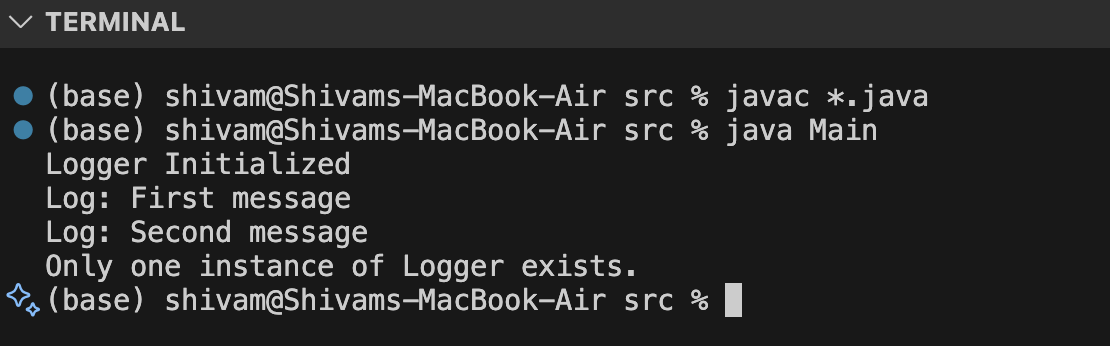 TERMINAL
(base) shivam@Shivams-MacBook-Air src % javac *.java
(base) shivam@Shivams-MacBook-Air src % java Main
Logger Initialized
Log: First message
Log: Second message
Only one instance of Logger exists.
(base) shivam@Shivams-MacBook-Air src %